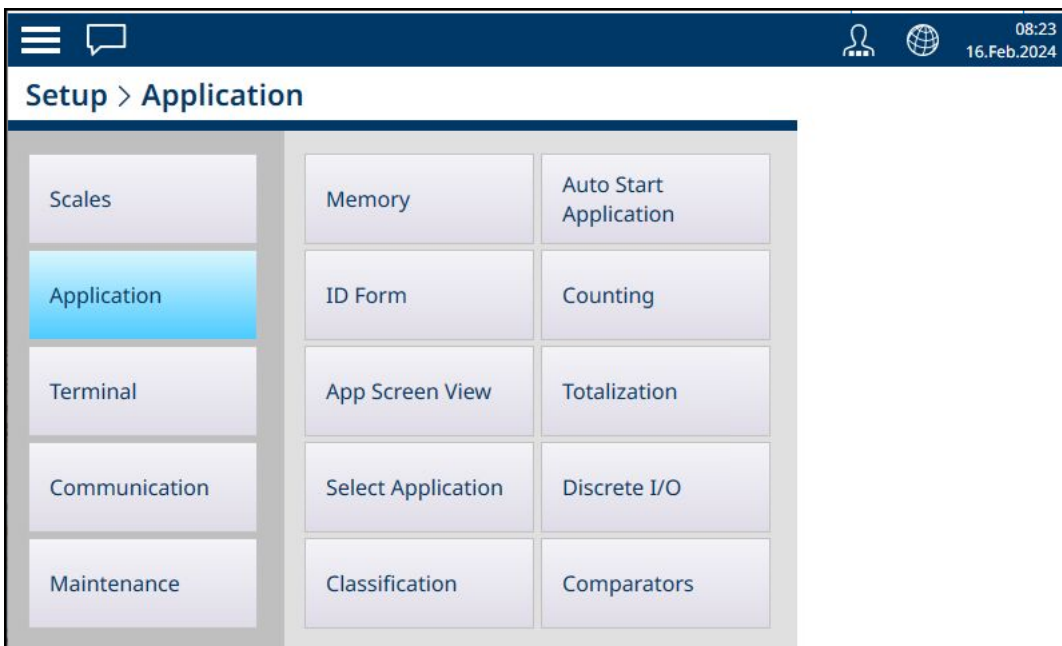 08:23
16.Feb.2024
Setup > Application
Scales
Application
Terminal
Communication
Maintenance
Memory
Auto Start
Application
ID Form
Counting
App Screen View
Totalization
Select Application
Discrete I/O
Classification
Comparators